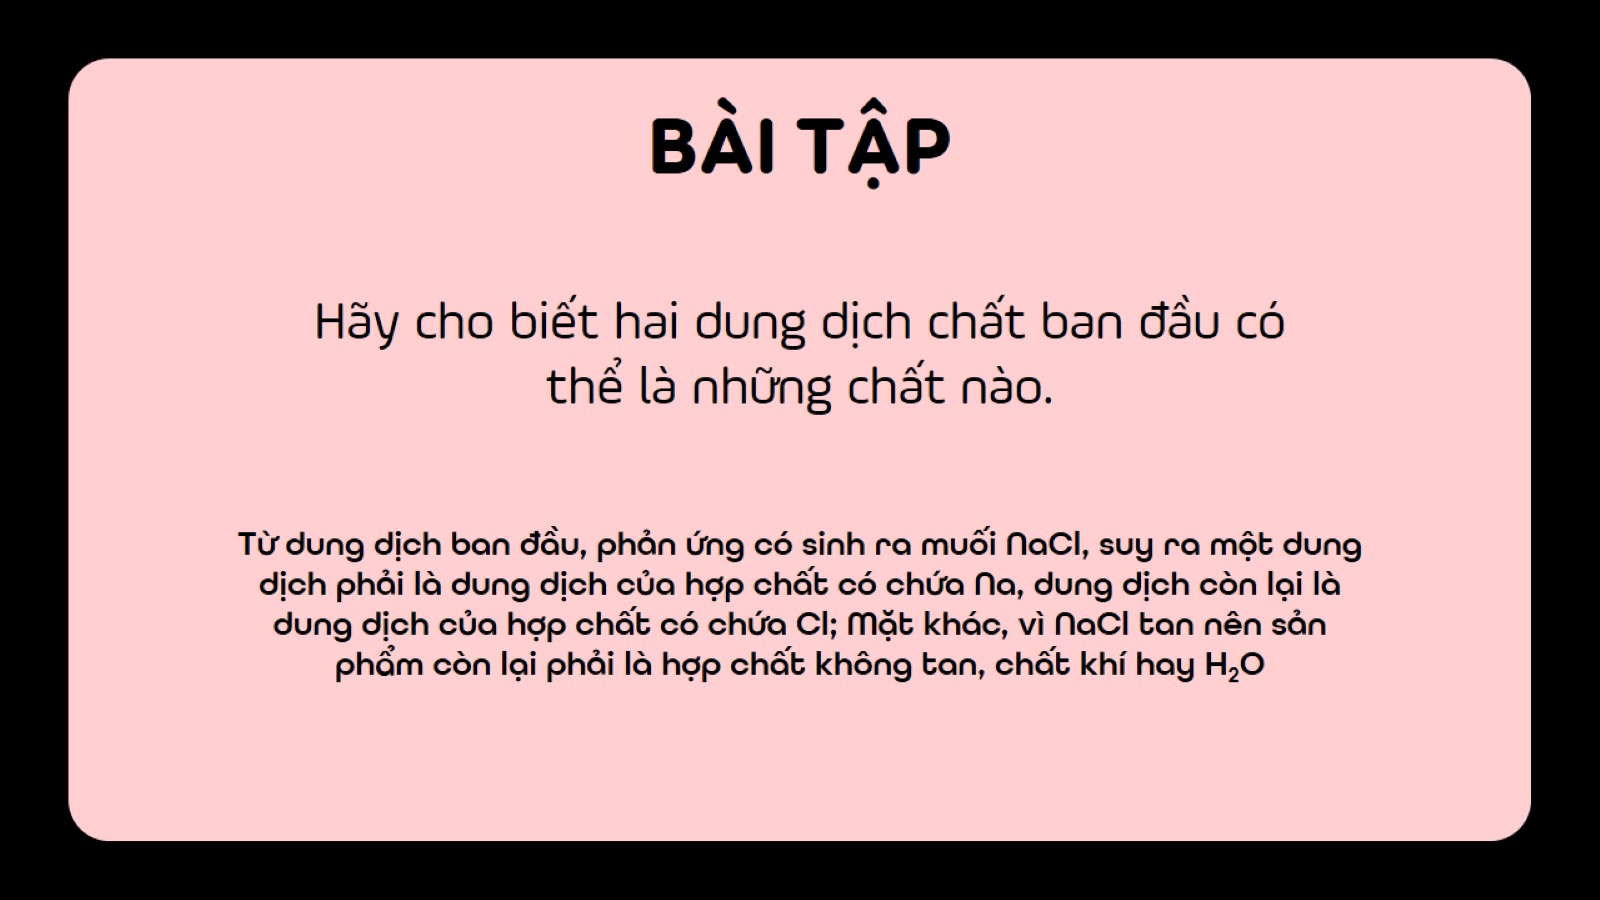 BÀI TẬP
Hãy cho biết hai dung dịch chất ban đầu có
thể là những chất nào.
Từ dung dịch ban đầu, phản ứng có sinh ra muối NaCl, suy ra một dung
dịch phải là dung dịch của hợp chất có chứa Na, dung dịch còn lại là
dung dịch của hợp chất có chứa Cl; Mặt khác, vì NaCl tan nên sản
phẩm còn lại phải là hợp chất không tan, chất khí hay H₂O